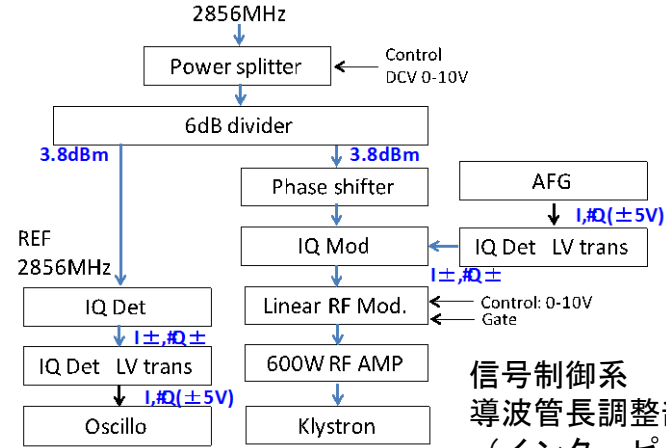 2856MHz
Power splitter
Control
DCV 0-10V
6dB divider
3.8dBm
3.8dBm
Phase shifter
AFG
I,#Q(±5V)
REF
2856MHz
IQ Mod
IQ Det LV trans
I±,#Q±
IQ Det
Linear RF Mod.
Control: 0-10V
Gate
I±,#Q±
IQ Det LV trans
600W RF AMP
I,#Q(±5V)
Oscillo
Klystron
信号制御系
導波管長調整